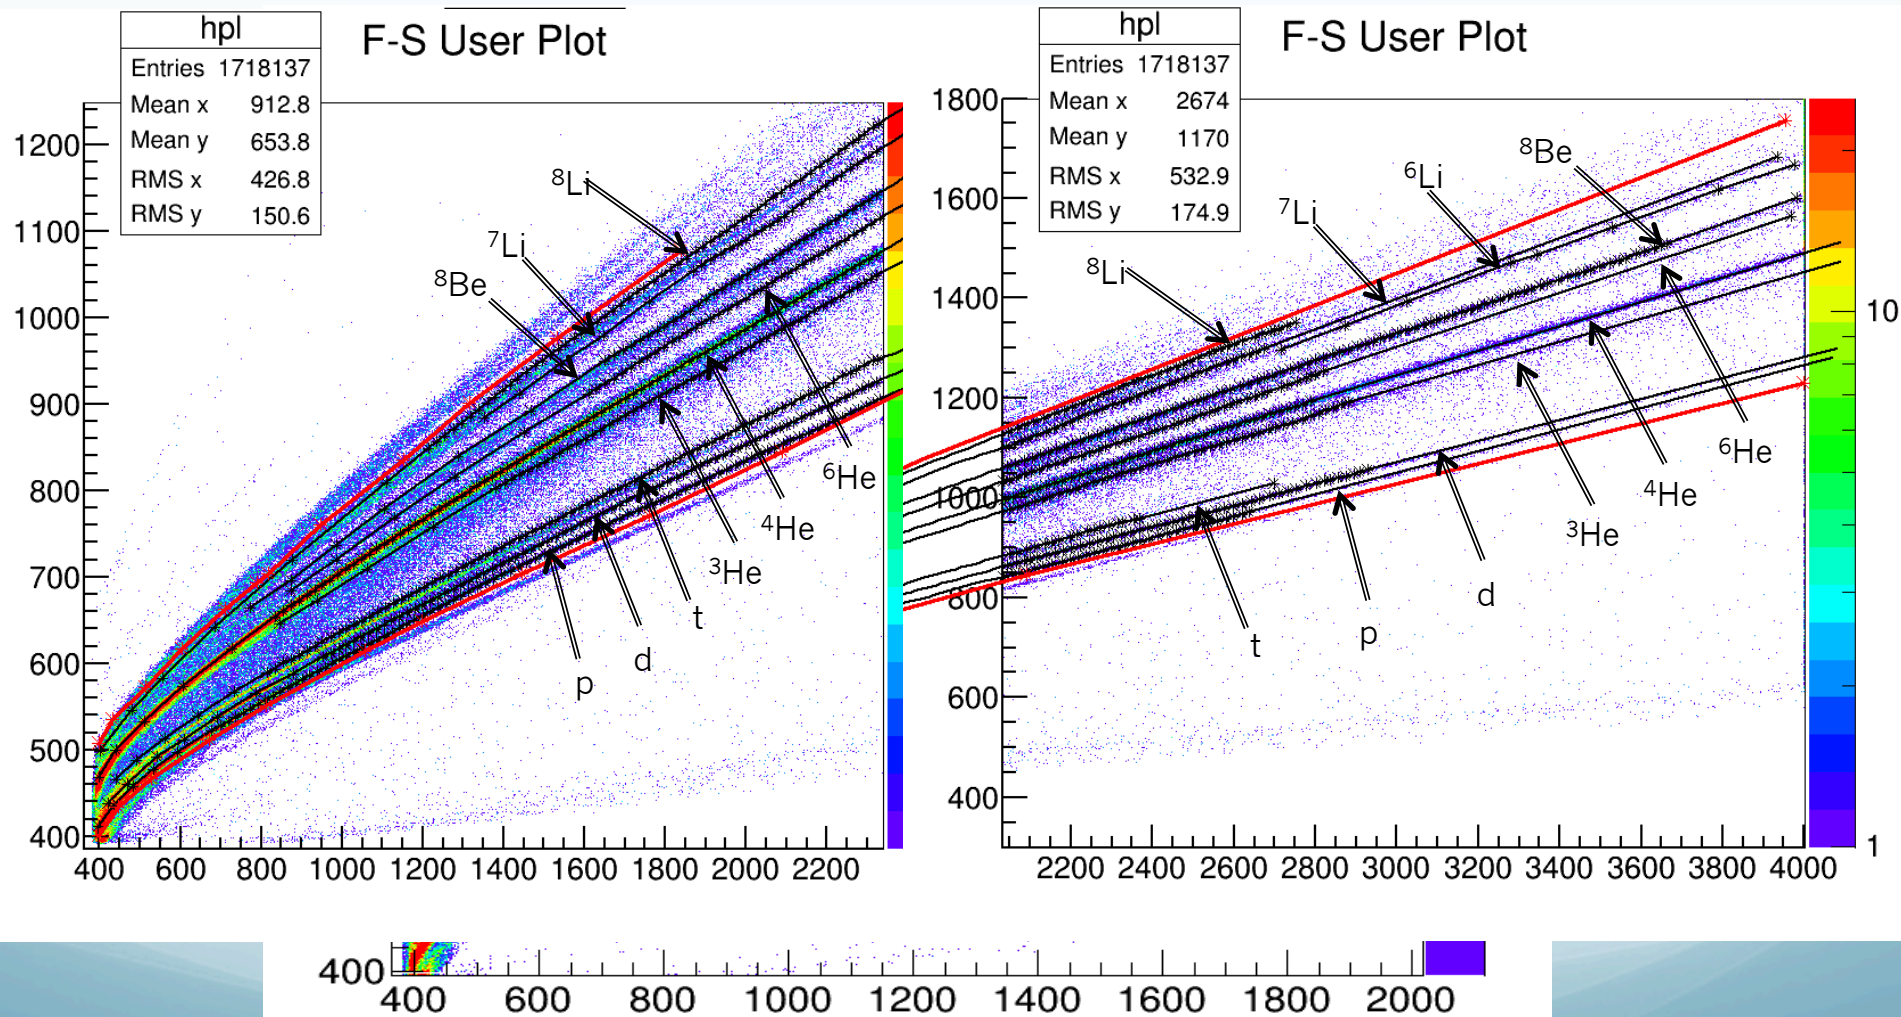 hpl
Entries 1718137
Mean x 912.8
Mean y 653.8
RMS x 426.8
RMS y 150.6
F-S User Plot
1200
1100
1000
900
800
700
600
500
400
400 600 800 1000 1200 1400 1600 1800 2000 2200
⁸Li
⁷Li
⁸Be
⁶He
⁴He
³He
t
d
p
hpl
Entries 1718137
Mean x 2674
Mean y 1170
RMS x 532.9
RMS y 174.9
F-S User Plot
1800
1600
1400
1200
1000
800
600
400
2200 2400 2600 2800 3000 3200 3400 3600 3800 4000
⁸Be
⁶Li
⁷Li
⁸Li
⁶He
⁴He
³He
d
p
t
10
1
400
400 600 800 1000 1200 1400 1600 1800 2000